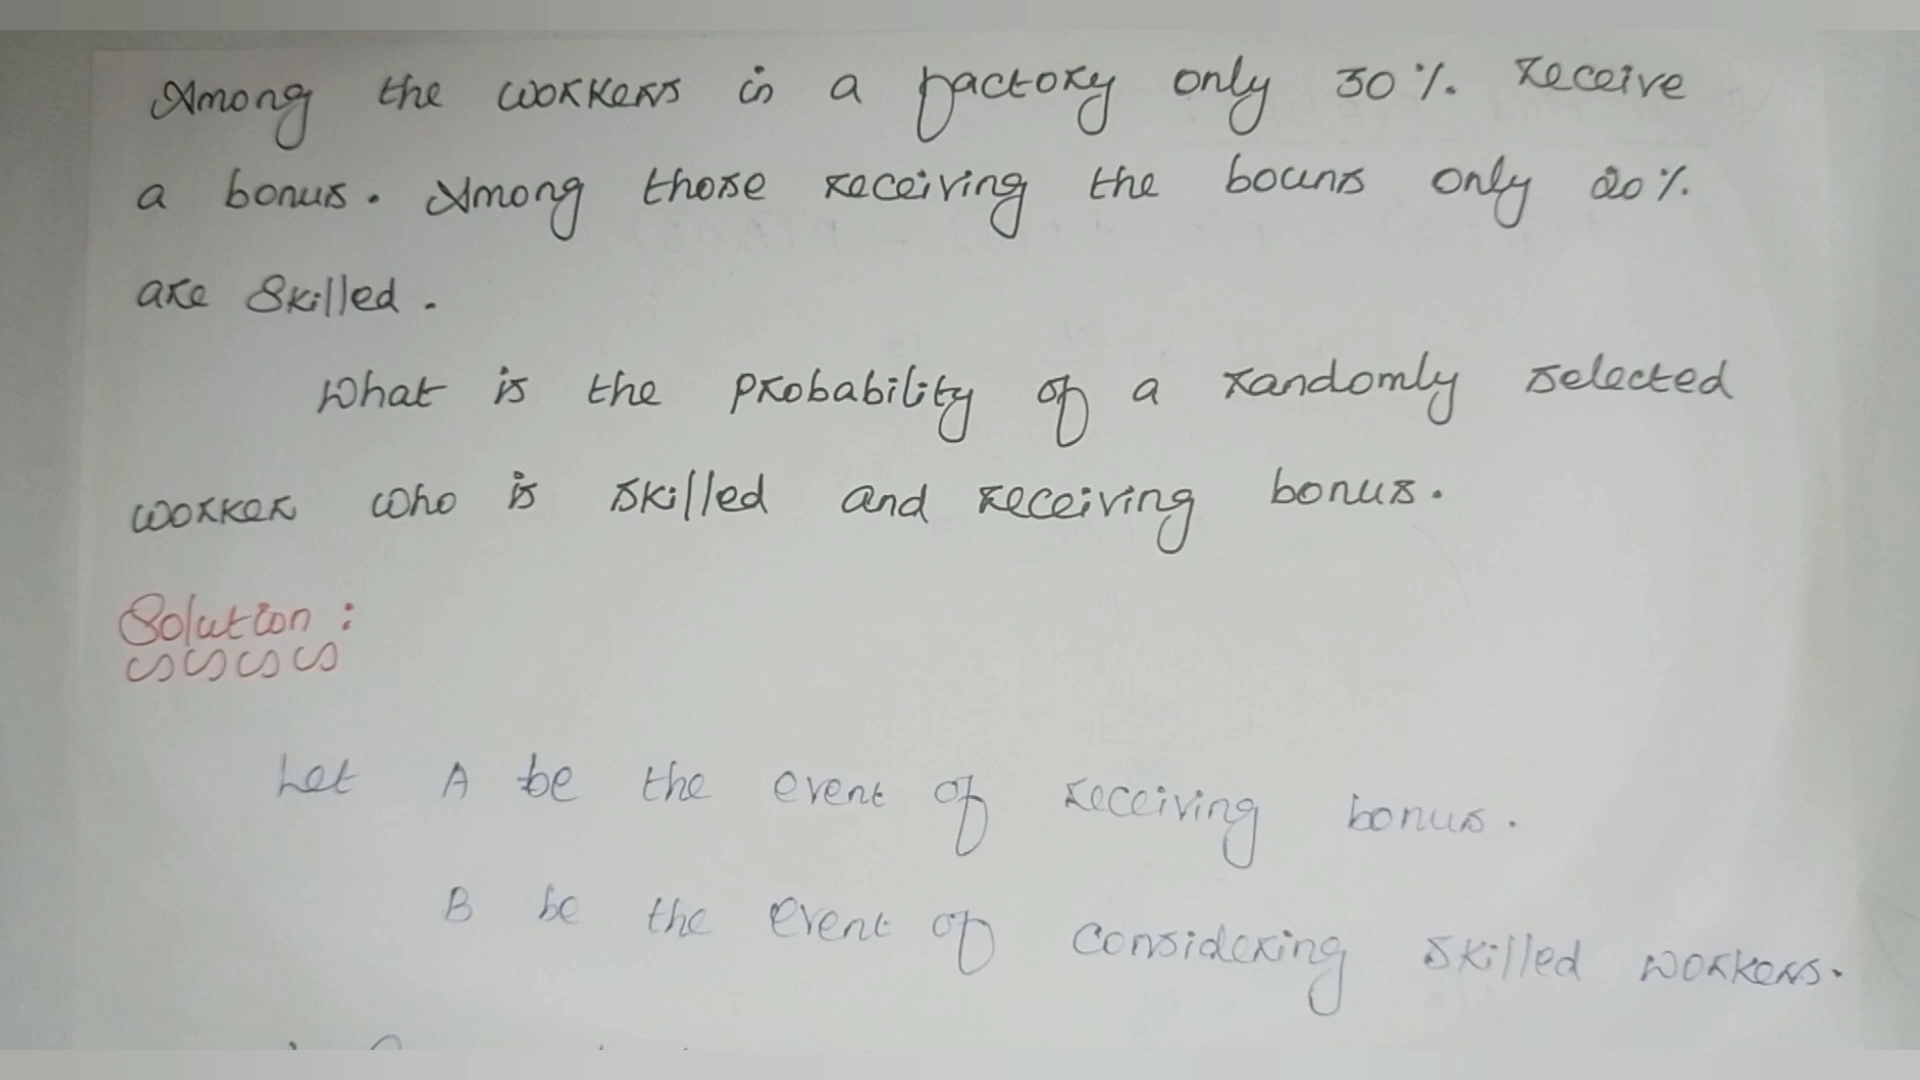 Among the workers in a factory only 30%. receive
a bonus. Among those receiving the bouns only 20%.
are skilled.
What is the probability of a randomly selected
worker who is skilled and receiving bonus.
Solution:
Let A be the event of receiving bonus.
B be the event of considering skilled workers.